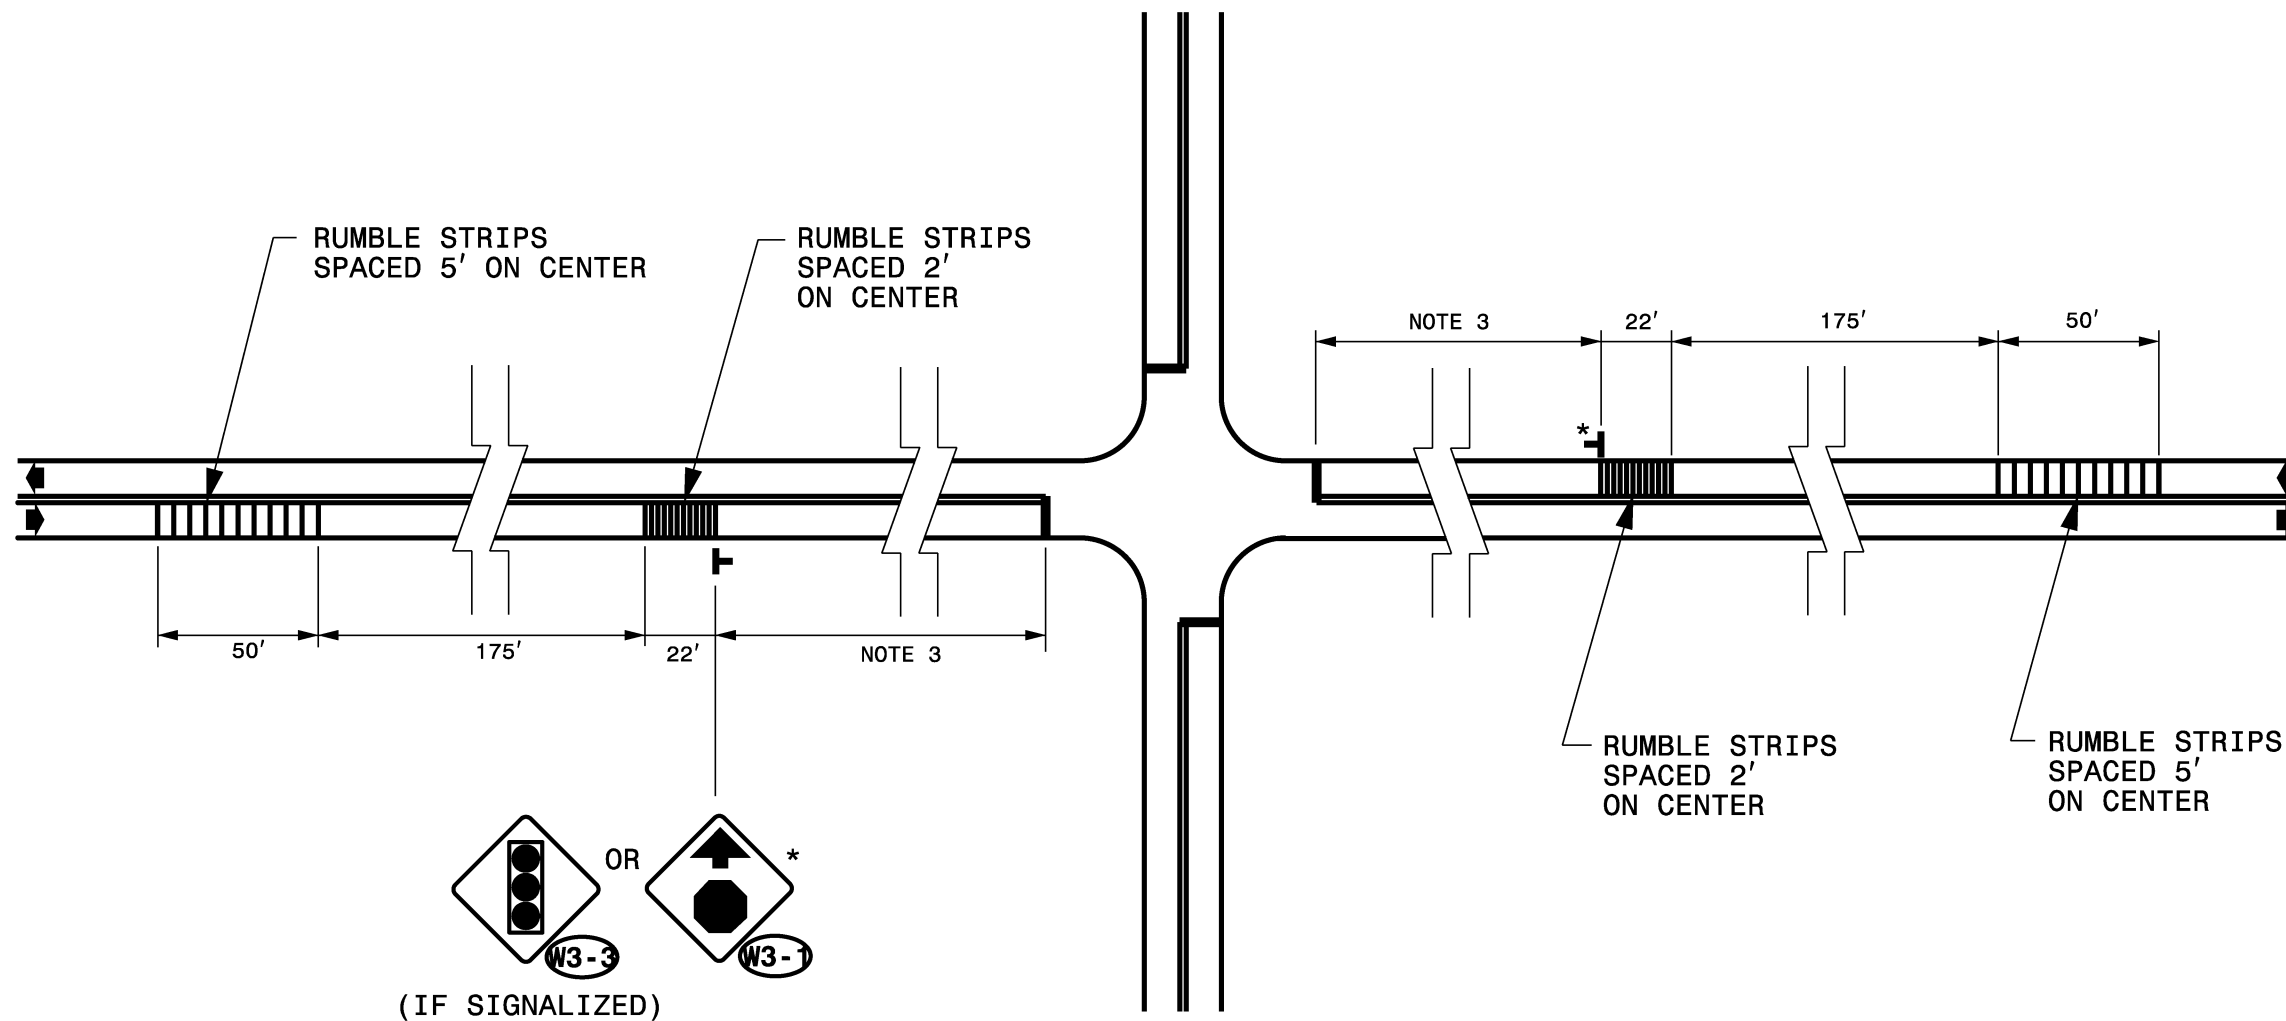 RUMBLE STRIPS
SPACED 5' ON CENTER
RUMBLE STRIPS
SPACED 2'
ON CENTER
NOTE 3
22'
175'
50'
*
50'
175'
22'
NOTE 3
RUMBLE STRIPS
SPACED 2'
ON CENTER
RUMBLE STRIPS
SPACED 5'
ON CENTER
OR
*
W3-3
W3-1
(IF SIGNALIZED)